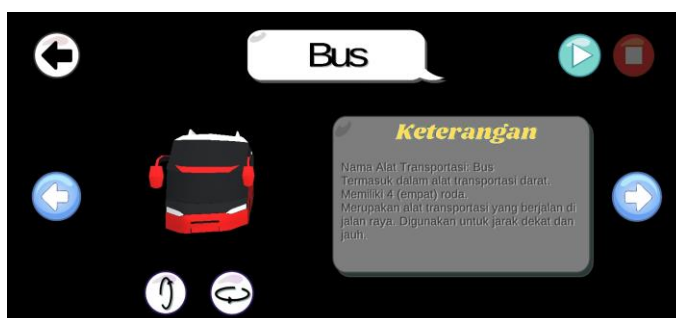 Bus
Keterangan
Nama Alat Transportasi: Bus
Termasuk dalam alat transportasi darat.
Memiliki 4 (empat) roda.
Merupakan alat transportasi yang berjalan di
jalan raya. Digunakan untuk jarak dekat dan
jauh.